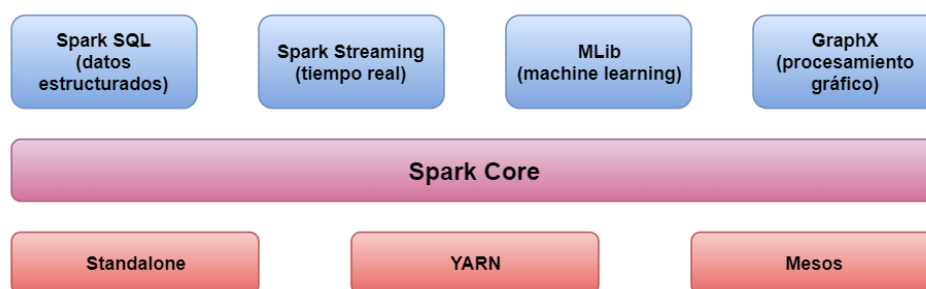 Spark SQL
(datos
estructurados)
Spark Streaming
(tiempo real)
MLib
(machine learning)
GraphX
(procesamiento
gráfico)
Spark Core
Standalone
YARN
Mesos